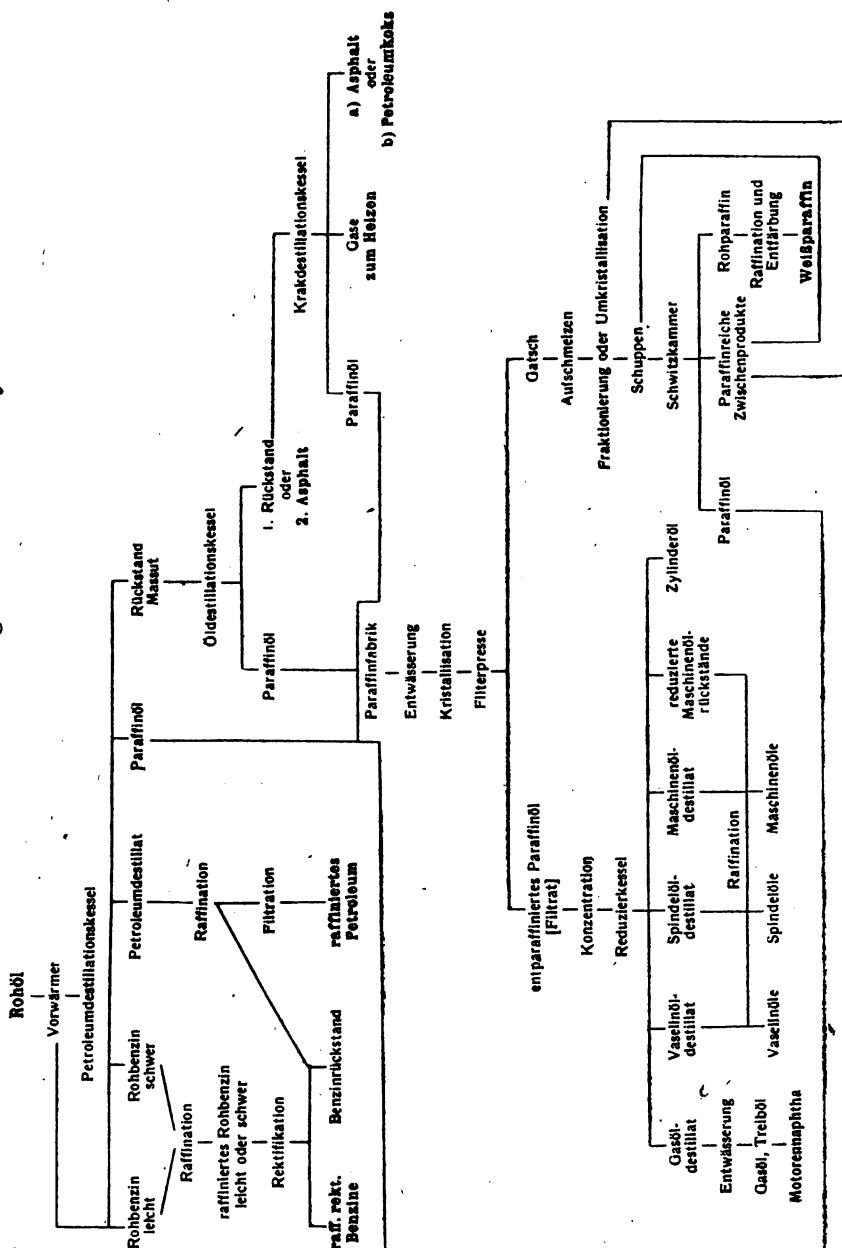 Rohöl
Vorwärmer
Petroleumdestillationskessel
Rohbenzin
leicht
Rohbenzin
schwer
Petroleumdestillat
Paraffinöl
Rückstand
Massut
Raffination
raffiniertes Rohbenzin
leicht oder schwer
Rektifikation
raff. rekt.
Benzine
Benzinrückstand
Raffination
Filtration
raffiniertes
Petroleum
Öldestillationskessel
Paraffinöl
1. Rückstand
oder
2. Asphalt
Krakdestillationskessel
Paraffinöl
Gase
zum Heizen
a) Asphalt
oder
b) Petroleumkoks
Paraffinfabrik
Entwässerung
Kristallisation
Filterpresse
entparaffiniertes Paraffinöl
[Filtrat]
Konzentration
Reduzierkessel
Gasöl-
destillat
Entwässerung
Gasöl, Treiböl
Motorennaphtha
Vaselinöl-
destillat
Spindelöl-
destillat
Maschinenöl-
destillat
reduzierte
Maschinenöl-
rückstände
Zylinderöl
Raffination
Vaselinöle
Spindelöle
Maschinenöle
Gatsch
Aufschmelzen
Fraktionierung oder Umkristallisation
Schuppen
Schwitzkammer
Paraffinöl
Paraffinreiche
Zwischenprodukte
Rohparaffin
Raffination und
Entfärbung
Weißparaffin